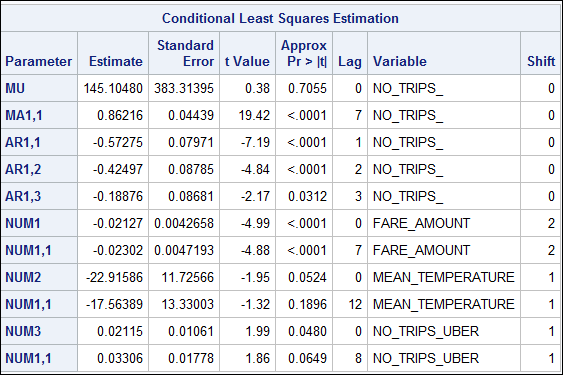 Conditional Least Squares Estimation
Parameter Estimate Standard Error t Value Approx Pr > |t| Lag Variable Shift
MU 145.10480 383.31395 0.38 0.7055 0 NO_TRIPS_ 0
MA1,1 0.86216 0.04439 19.42 <.0001 7 NO_TRIPS_ 0
AR1,1 -0.57275 0.07971 -7.19 <.0001 1 NO_TRIPS_ 0
AR1,2 -0.42497 0.08785 -4.84 <.0001 2 NO_TRIPS_ 0
AR1,3 -0.18876 0.08681 -2.17 0.0312 3 NO_TRIPS_ 0
NUM1 -0.02127 0.0042658 -4.99 <.0001 0 FARE_AMOUNT 2
NUM1,1 -0.02302 0.0047193 -4.88 <.0001 7 FARE_AMOUNT 2
NUM2 -22.91586 11.72566 -1.95 0.0524 0 MEAN_TEMPERATURE 1
NUM1,1 -17.56389 13.33003 -1.32 0.1896 12 MEAN_TEMPERATURE 1
NUM3 0.02115 0.01061 1.99 0.0480 0 NO_TRIPS_UBER 1
NUM1,1 0.03306 0.01778 1.86 0.0649 8 NO_TRIPS_UBER 1